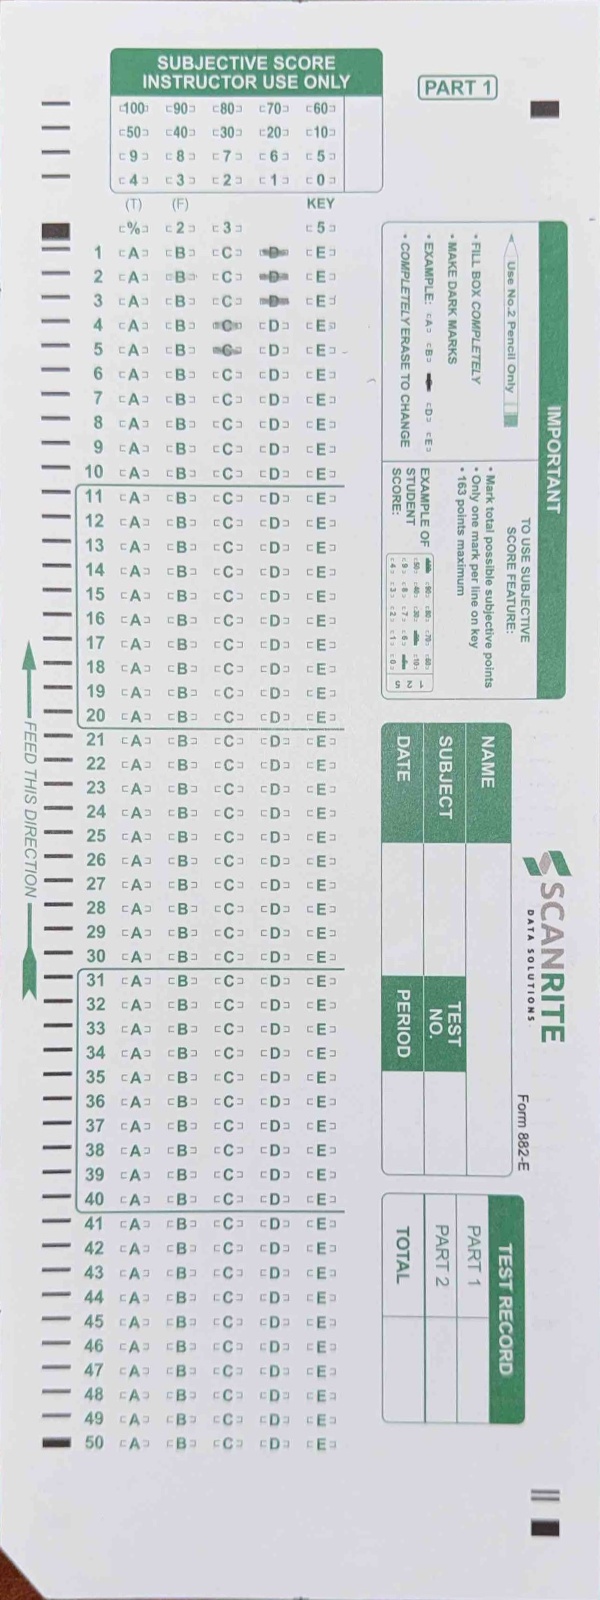 SUBJECTIVE SCORE
INSTRUCTOR USE ONLY
100 90 80 70 60
50 40 30 20 10
9 8 7 6 5
4 3 2 1 0
(T) (F) KEY
% 2 3 5
1 A B C D E
2 A B C D E
3 A B C D E
4 A B C D E
5 A B C D E
6 A B C D E
7 A B C D E
8 A B C D E
9 A B C D E
10 A B C D E
11 A B C D E
12 A B C D E
13 A B C D E
14 A B C D E
15 A B C D E
16 A B C D E
17 A B C D E
18 A B C D E
19 A B C D E
20 A B C D E
21 A B C D E
22 A B C D E
23 A B C D E
24 A B C D E
25 A B C D E
26 A B C D E
27 A B C D E
28 A B C D E
29 A B C D E
30 A B C D E
31 A B C D E
32 A B C D E
33 A B C D E
34 A B C D E
35 A B C D E
36 A B C D E
37 A B C D E
38 A B C D E
39 A B C D E
40 A B C D E
41 A B C D E
42 A B C D E
43 A B C D E
44 A B C D E
45 A B C D E
46 A B C D E
47 A B C D E
48 A B C D E
49 A B C D E
50 A B C D E
FEED THIS DIRECTION
PART 1
IMPORTANT
Use No.2 Pencil Only
• FILL BOX COMPLETELY
• MAKE DARK MARKS
• EXAMPLE: A B D E
• COMPLETELY ERASE TO CHANGE
TO USE SUBJECTIVE
SCORE FEATURE:
• Mark total possible subjective points
• Only one mark per line on key
• 163 points maximum
EXAMPLE OF
STUDENT
SCORE:
90 80 70 60
50 40 30 10
9 8 7 6
4 3 2 1 0
SCANRITE
DATA SOLUTIONS
Form 882-E
NAME
SUBJECT
TEST
NO.
DATE
PERIOD
TEST RECORD
PART 1
PART 2
TOTAL